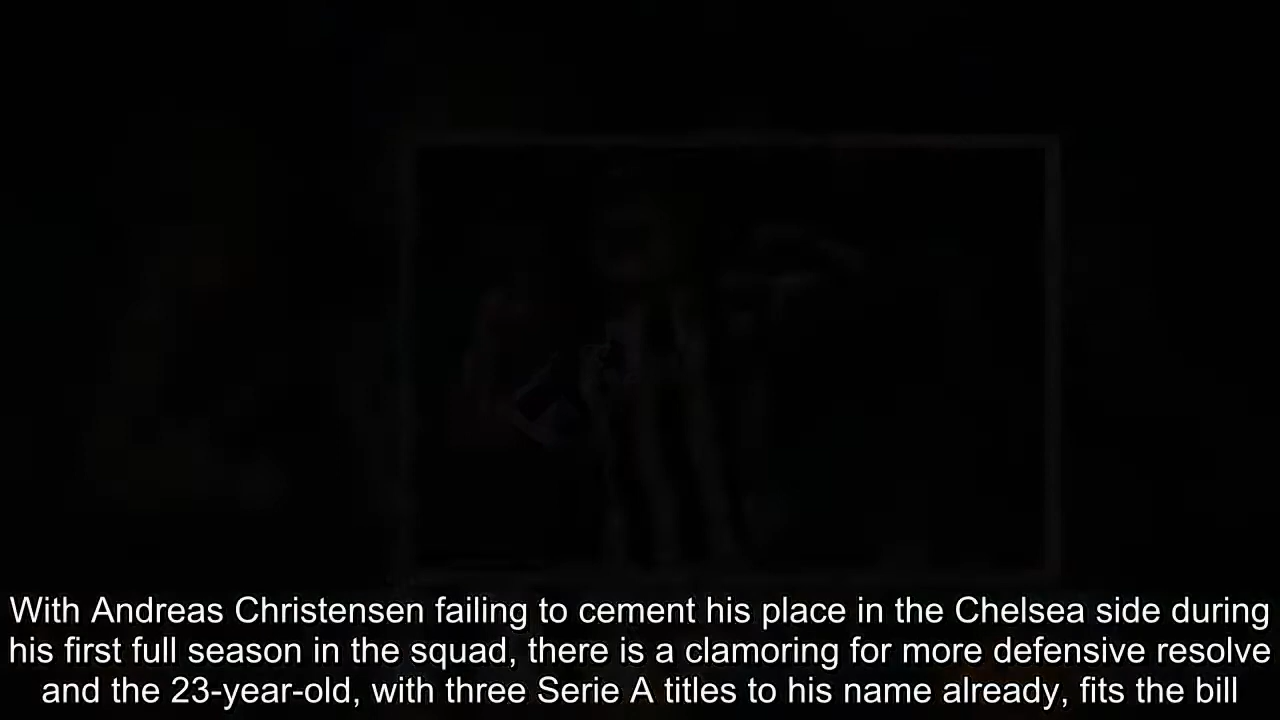 With Andreas Christensen failing to cement his place in the Chelsea side during
his first full season in the squad, there is a clamoring for more defensive resolve
and the 23-year-old, with three Serie A titles to his name already, fits the bill